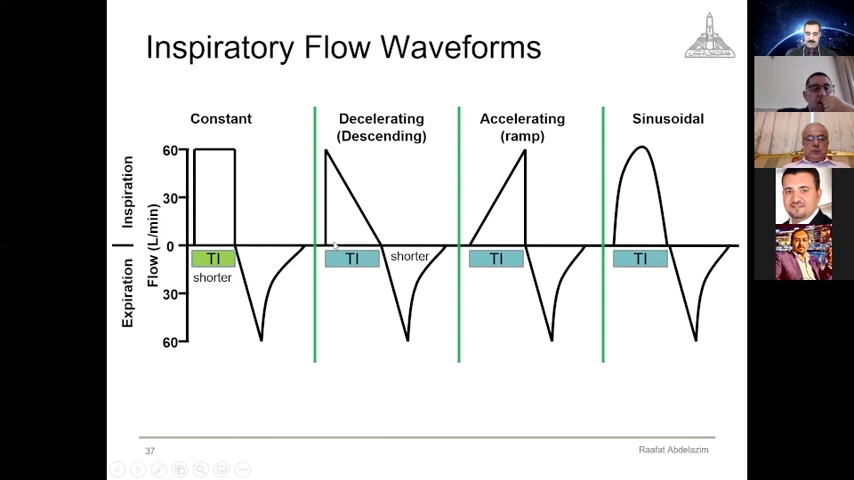 Inspiratory Flow Waveforms
Constant
Decelerating
(Descending)
Accelerating
(ramp)
Sinusoidal
Inspiration
Expiration
Flow (L/min)
60
30
0
30
60
TI
shorter
TI
shorter
TI
TI
37
Raafat Abdelazim